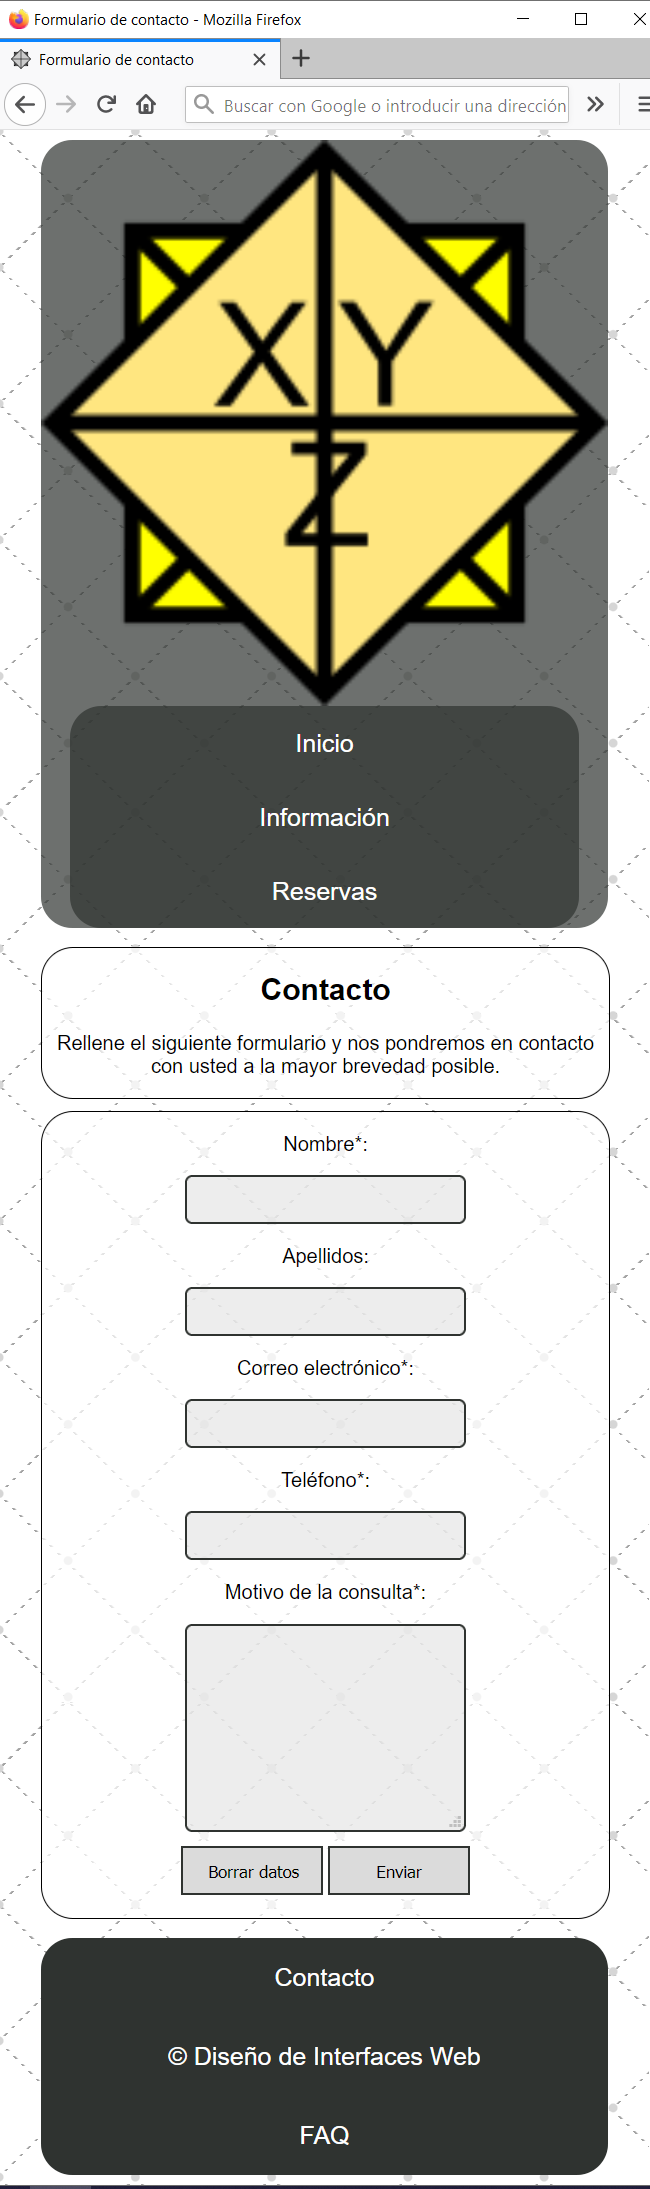 Formulario de contacto - Mozilla Firefox
Formulario de contacto
Buscar con Google o introducir una dirección
X Y
Z
Inicio
Información
Reservas
Contacto
Rellene el siguiente formulario y nos pondremos en contacto
con usted a la mayor brevedad posible.
Nombre*:
Apellidos:
Correo electrónico*:
Teléfono*:
Motivo de la consulta*:
Borrar datos Enviar
Contacto
© Diseño de Interfaces Web
FAQ